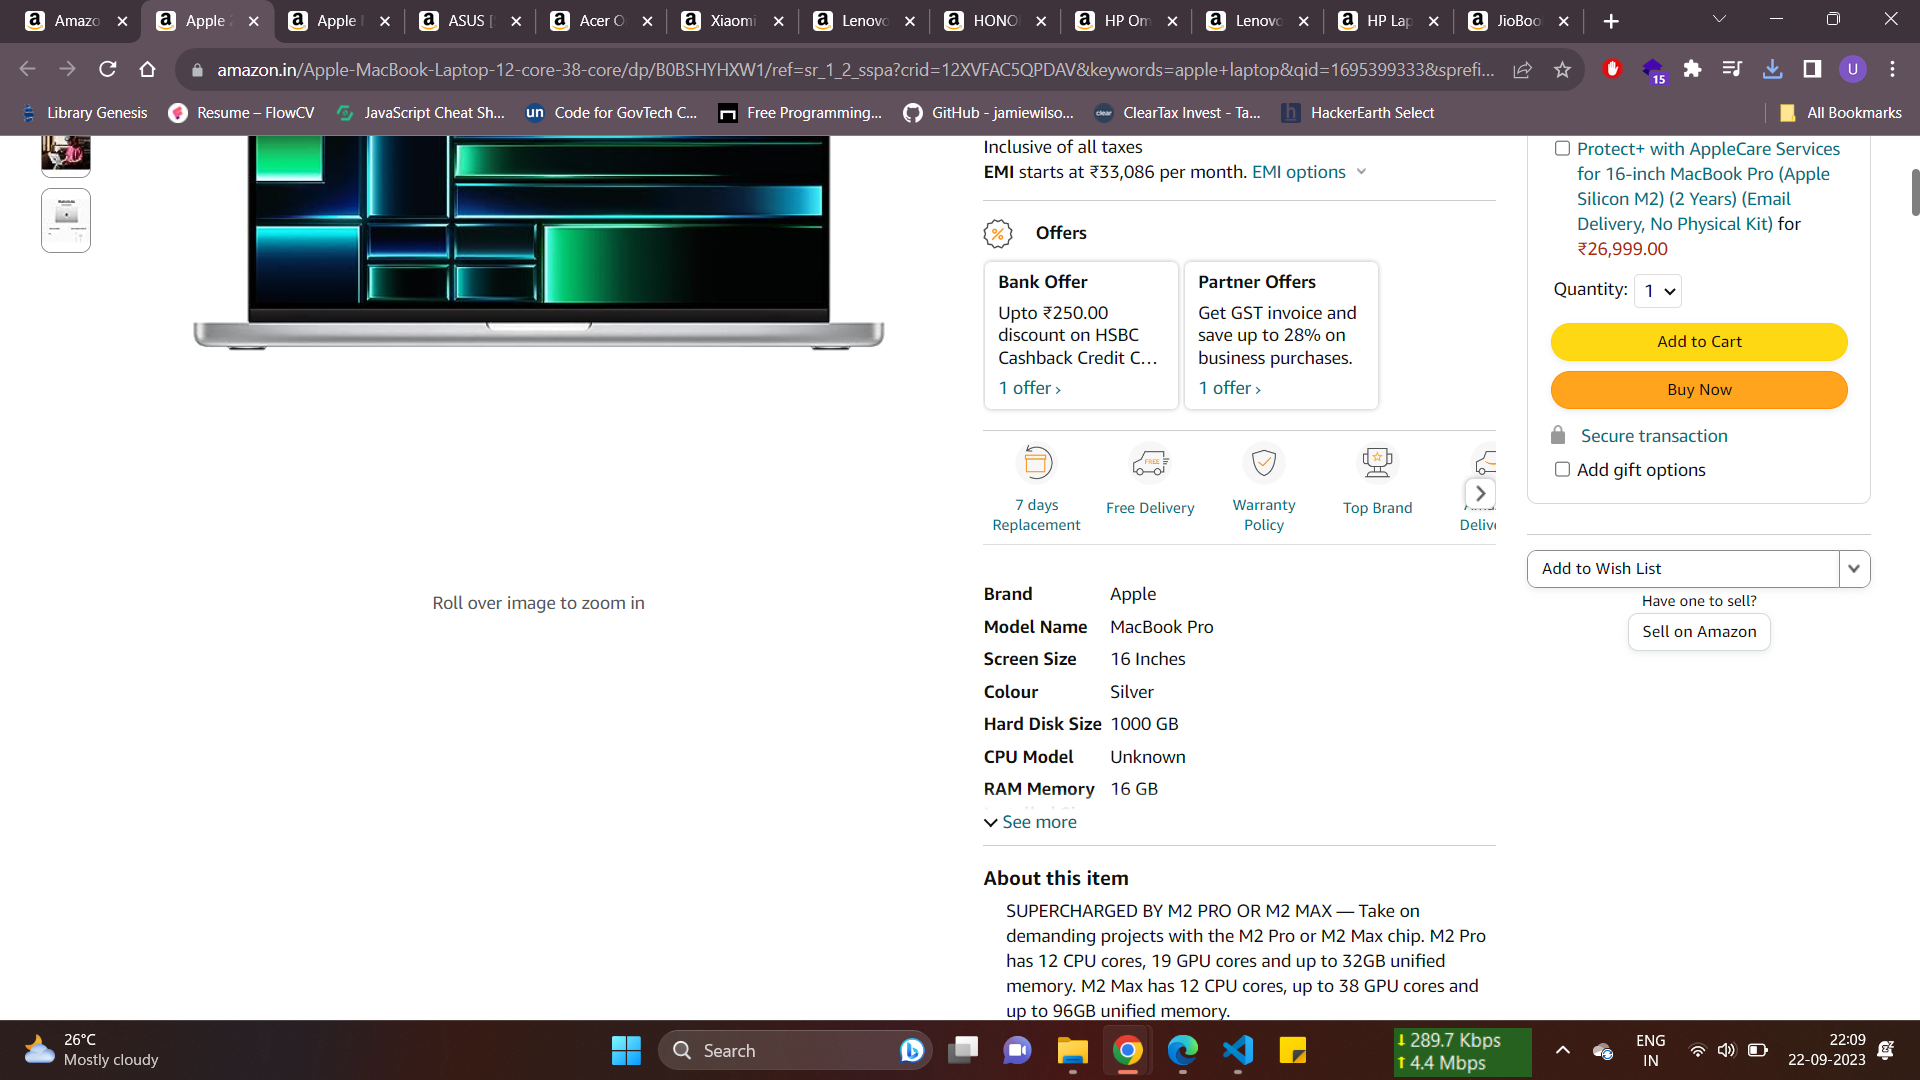 Amazo
Apple
Apple
ASUS [
Acer O
Xiaomi
Lenovo
HONO
HP Om
Lenovo
HP Lap
JioBoo
amazon.in/Apple-MacBook-Laptop-12-core-38-core/dp/B0BSHYHXW1/ref=sr_1_2_sspa?crid=12XVFAC5QPDAV&keywords=apple+laptop&qid=1695399333&sprefi...
15
U
Library Genesis
Resume – FlowCV
JavaScript Cheat Sh...
un
Code for GovTech C...
Free Programming...
GitHub - jamiewilso...
clear
ClearTax Invest - Ta...
h
HackerEarth Select
All Bookmarks
Inclusive of all taxes
EMI starts at ₹33,086 per month. EMI options
Offers
Bank Offer
Upto ₹250.00
discount on HSBC
Cashback Credit C…
1 offer ›
Partner Offers
Get GST invoice and
save up to 28% on
business purchases.
1 offer ›
FREE
7 days
Replacement
Free Delivery
Warranty
Policy
Top Brand
Delive
Brand Apple
Model Name MacBook Pro
Screen Size 16 Inches
Colour Silver
Hard Disk Size 1000 GB
CPU Model Unknown
RAM Memory 16 GB
See more
About this item
SUPERCHARGED BY M2 PRO OR M2 MAX — Take on
demanding projects with the M2 Pro or M2 Max chip. M2 Pro
has 12 CPU cores, 19 GPU cores and up to 32GB unified
memory. M2 Max has 12 CPU cores, up to 38 GPU cores and
up to 96GB unified memory.
Roll over image to zoom in
Protect+ with AppleCare Services
for 16-inch MacBook Pro (Apple
Silicon M2) (2 Years) (Email
Delivery, No Physical Kit) for
₹26,999.00
Quantity: 1
Add to Cart
Buy Now
Secure transaction
Add gift options
Add to Wish List
Have one to sell?
Sell on Amazon
26°C
Mostly cloudy
Search
289.7 Kbps
4.4 Mbps
ENG
IN
22:09
22-09-2023